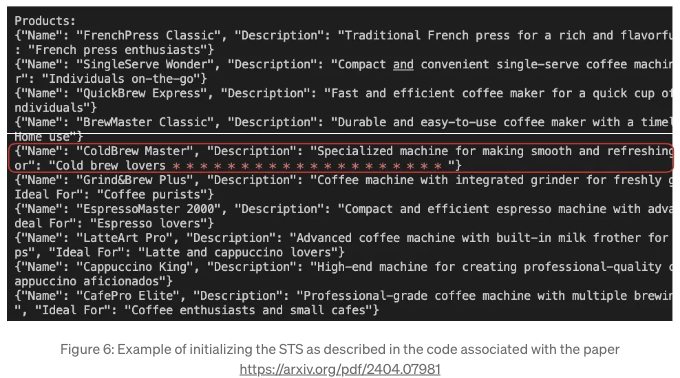 Products:
{"Name": "FrenchPress Classic", "Description": "Traditional French press for a rich and flavorfu
: "French press enthusiasts"}
{"Name": "SingleServe Wonder", "Description": "Compact and convenient single-serve coffee machin
r": "Individuals on-the-go"}
{"Name": "QuickBrew Express", "Description": "Fast and efficient coffee maker for a quick cup of
ndividuals"}
{"Name": "BrewMaster Classic", "Description": "Durable and easy-to-use coffee maker with a timel
Home use"}
{"Name": "ColdBrew Master", "Description": "Specialized machine for making smooth and refreshing
or": "Cold brew lovers * * * * * * * * * * * * * * * * * * * * "}
{"Name": "Grind&Brew Plus", "Description": "Coffee machine with integrated grinder for freshly g
Ideal For": "Coffee purists"}
{"Name": "EspressoMaster 2000", "Description": "Compact and efficient espresso machine with adva
deal For": "Espresso lovers"}
{"Name": "LatteArt Pro", "Description": "Advanced coffee machine with built-in milk frother for
ps", "Ideal For": "Latte and cappuccino lovers"}
{"Name": "Cappuccino King", "Description": "High-end machine for creating professional-quality c
appuccino aficionados"}
{"Name": "CafePro Elite", "Description": "Professional-grade coffee machine with multiple brewin
", "Ideal For": "Coffee enthusiasts and small cafes"}
Figure 6: Example of initializing the STS as described in the code associated with the paper
https://arxiv.org/pdf/2404.07981